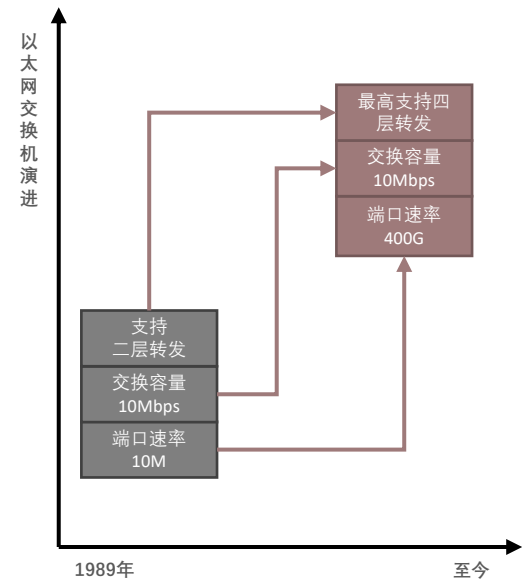 以
太
网
交
换
机
演
进
最高支持四
层转发
交换容量
10Mbps
端口速率
400G
支持
二层转发
交换容量
10Mbps
端口速率
10M
1989年
至今